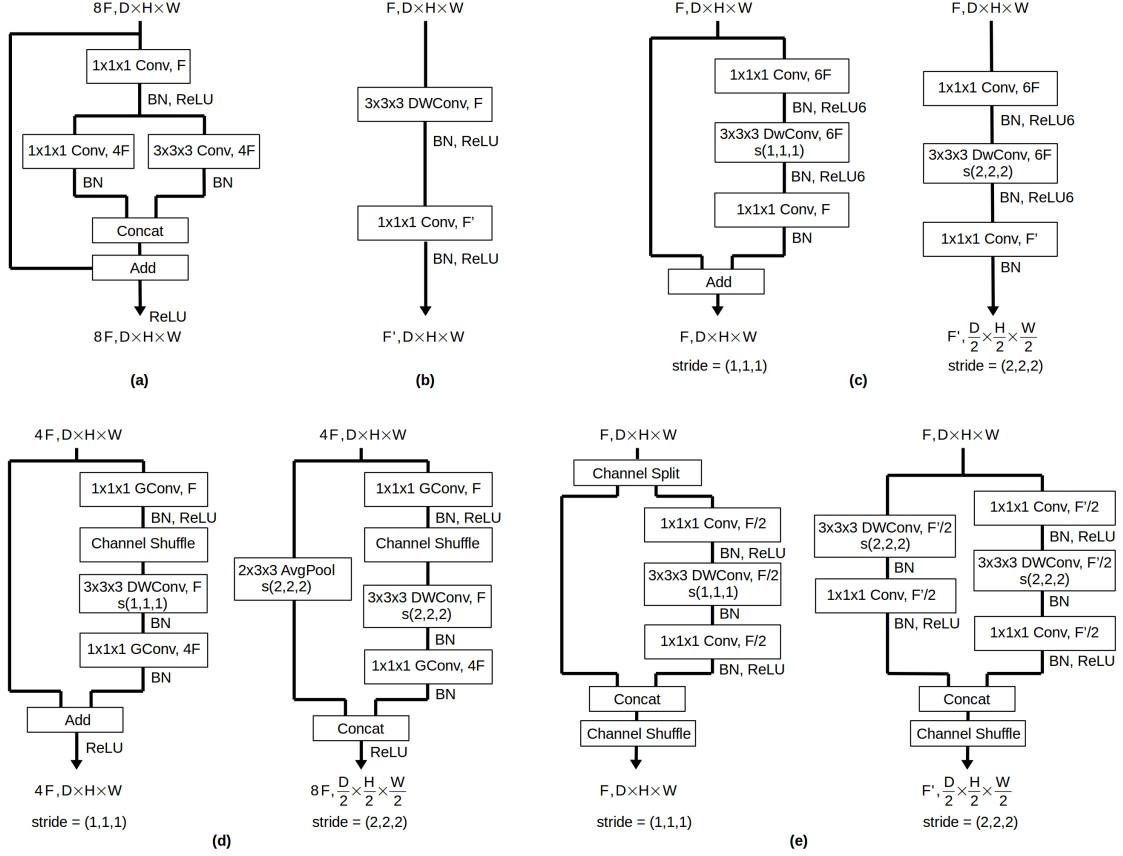 8F,D×H×W
1x1x1 Conv, F
BN, ReLU
1x1x1 Conv, 4F
3x3x3 Conv, 4F
BN
BN
Concat
Add
ReLU
8F,D×H×W
(a)
F,D×H×W
3x3x3 DWConv, F
BN, ReLU
1x1x1 Conv, F’
BN, ReLU
F',D×H×W
(b)
F,D×H×W
1x1x1 Conv, 6F
BN, ReLU6
3x3x3 DwConv, 6F
s(1,1,1)
BN, ReLU6
1x1x1 Conv, F
BN
Add
F,D×H×W
stride = (1,1,1)
F,D×H×W
1x1x1 Conv, 6F
BN, ReLU6
3x3x3 DwConv, 6F
s(2,2,2)
BN, ReLU6
1x1x1 Conv, F'
BN
F', D/2 × H/2 × W/2
stride = (2,2,2)
(c)
4F,D×H×W
1x1x1 GConv, F
BN, ReLU
Channel Shuffle
3x3x3 DWConv, F
s(1,1,1)
BN
1x1x1 GConv, 4F
BN
Add
ReLU
4F,D×H×W
stride = (1,1,1)
4F,D×H×W
1x1x1 GConv, F
BN, ReLU
Channel Shuffle
2x3x3 AvgPool
s(2,2,2)
3x3x3 DWConv, F
s(2,2,2)
BN
1x1x1 GConv, 4F
BN
Concat
ReLU
8F, D/2 × H/2 × W/2
stride = (2,2,2)
(d)
F,D×H×W
Channel Split
1x1x1 Conv, F/2
BN, ReLU
3x3x3 DWConv, F/2
s(1,1,1)
BN
1x1x1 Conv, F/2
BN, ReLU
Concat
Channel Shuffle
F,D×H×W
stride = (1,1,1)
F,D×H×W
3x3x3 DWConv, F’/2
s(2,2,2)
BN
1x1x1 Conv, F’/2
BN, ReLU
1x1x1 Conv, F’/2
BN, ReLU
3x3x3 DWConv, F’/2
s(2,2,2)
BN
1x1x1 Conv, F’/2
BN, ReLU
Concat
Channel Shuffle
F', D/2 × H/2 × W/2
stride = (2,2,2)
(e)